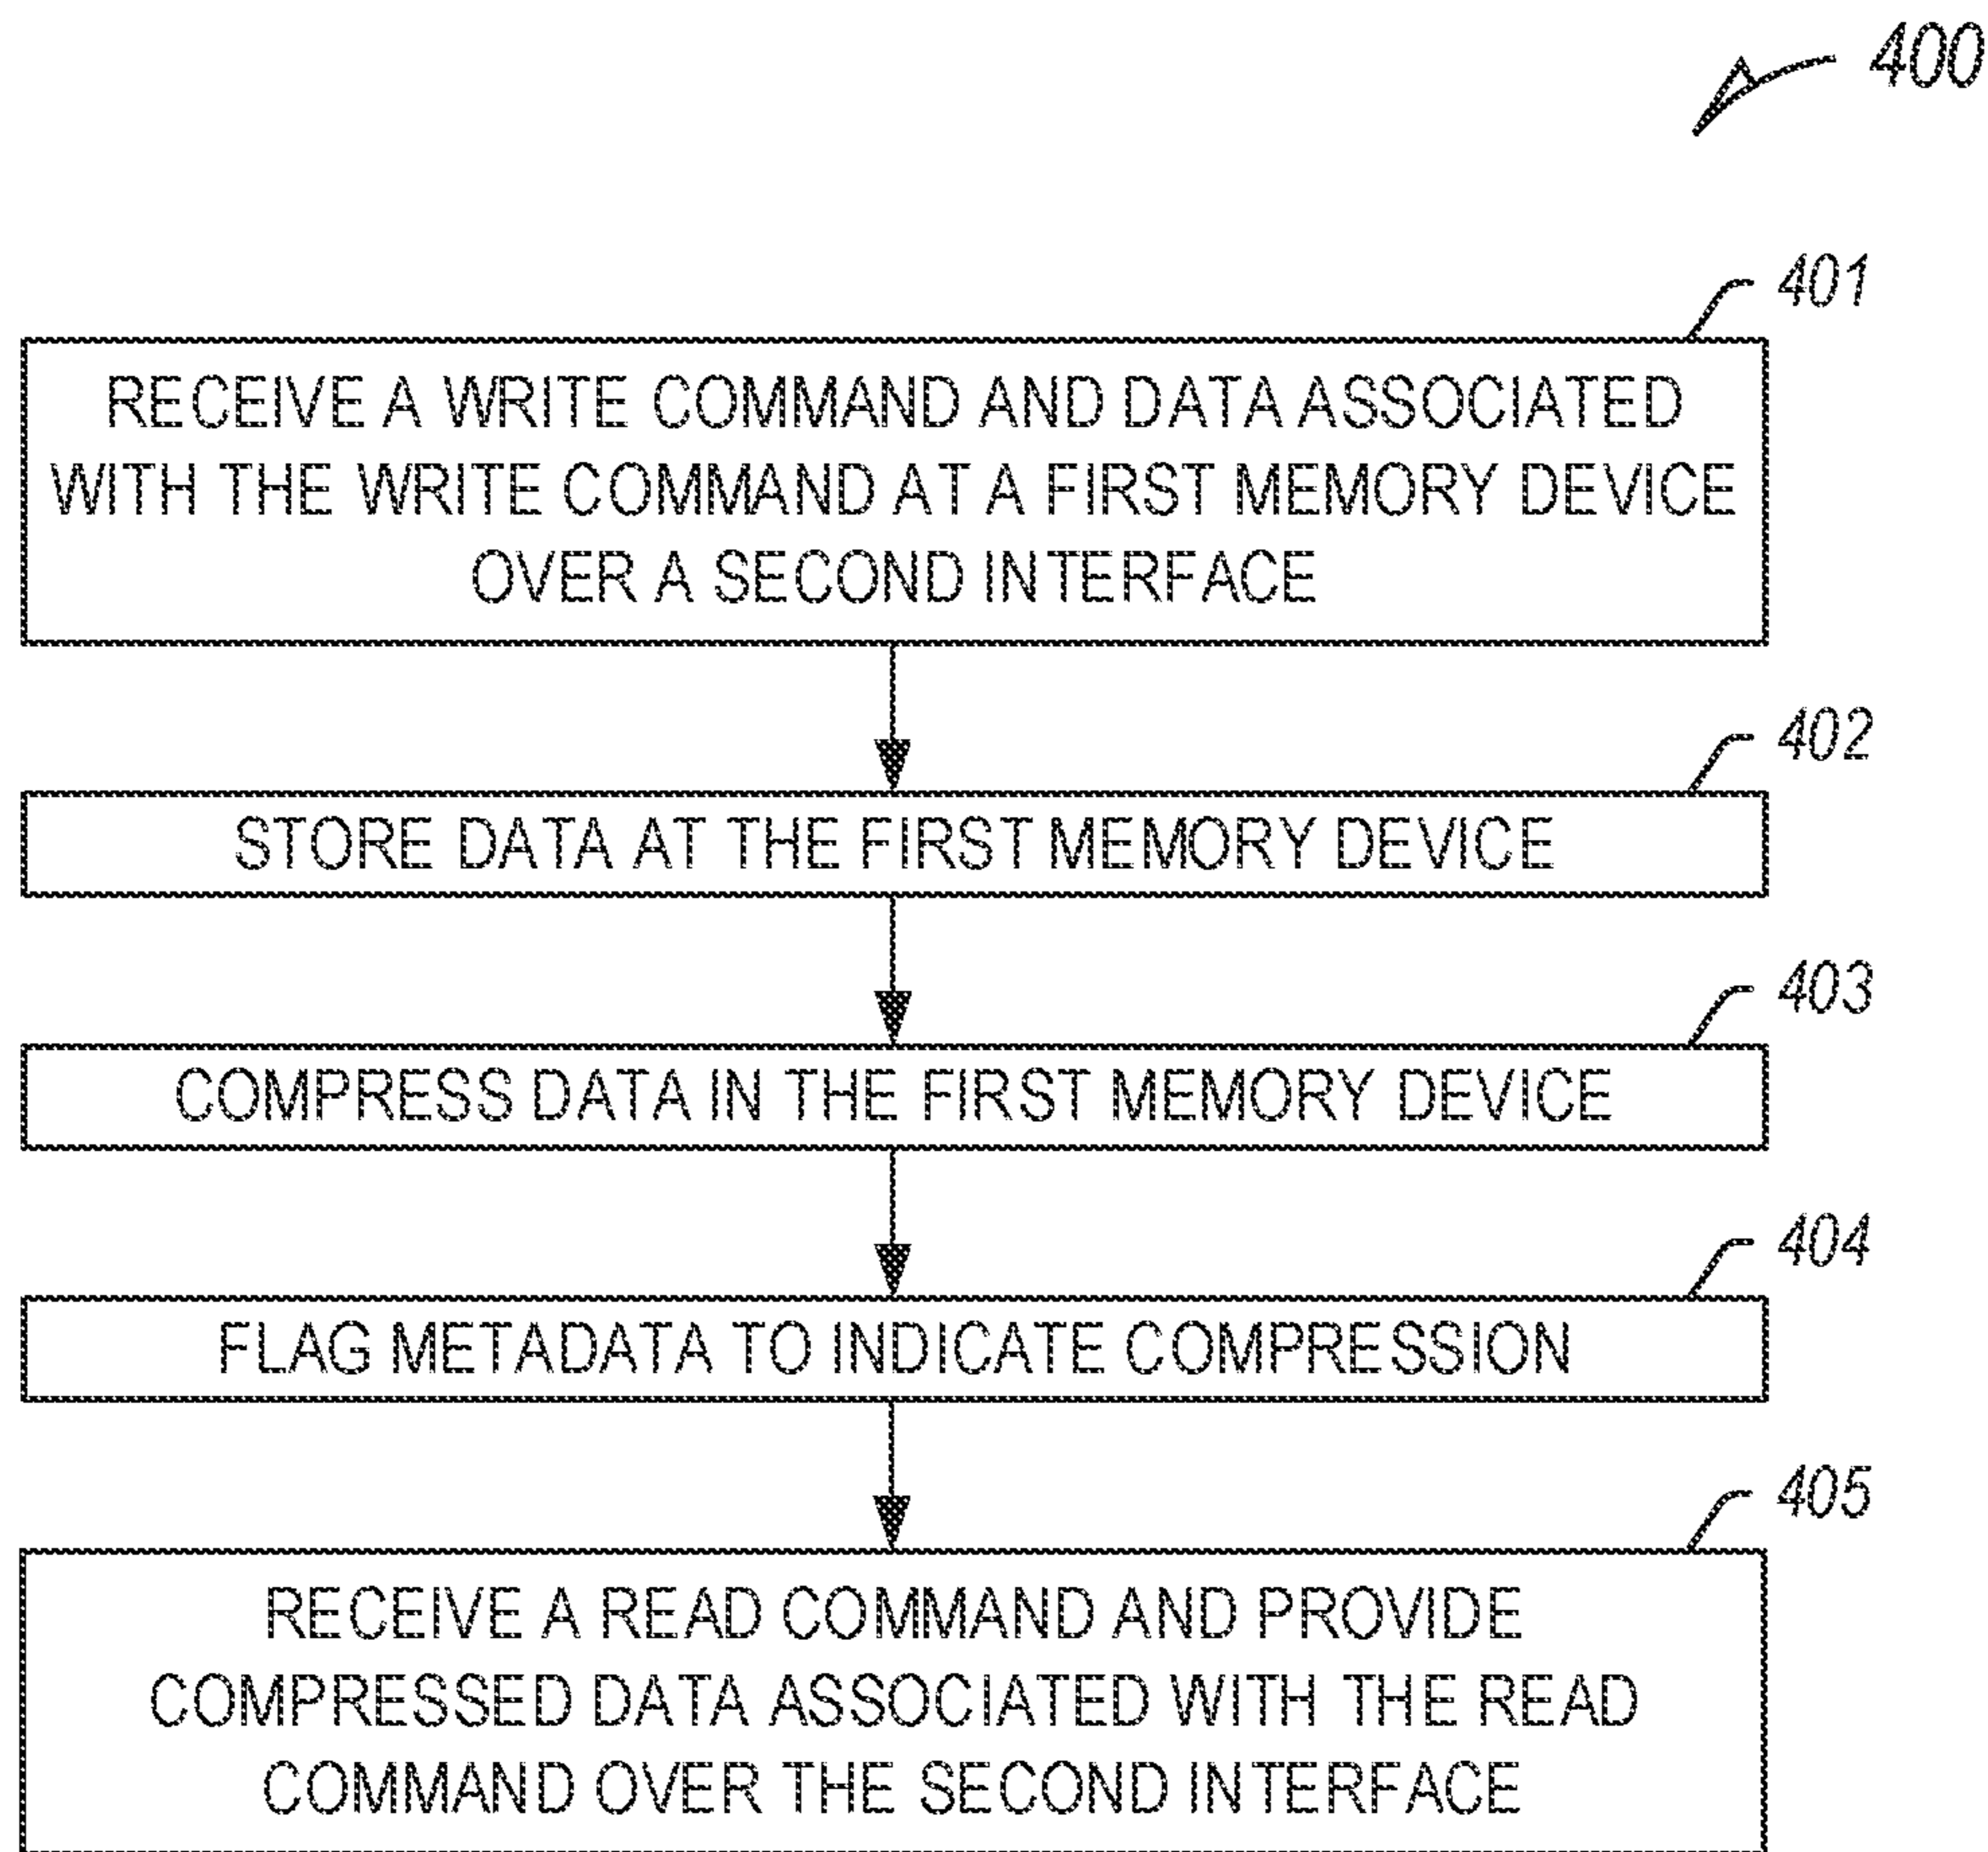 400
401
RECEIVE A WRITE COMMAND AND DATA ASSOCIATED
WITH THE WRITE COMMAND AT A FIRST MEMORY DEVICE
OVER A SECOND INTERFACE
402
STORE DATA AT THE FIRST MEMORY DEVICE
403
COMPRESS DATA IN THE FIRST MEMORY DEVICE
404
FLAG METADATA TO INDICATE COMPRESSION
405
RECEIVE A READ COMMAND AND PROVIDE
COMPRESSED DATA ASSOCIATED WITH THE READ
COMMAND OVER THE SECOND INTERFACE